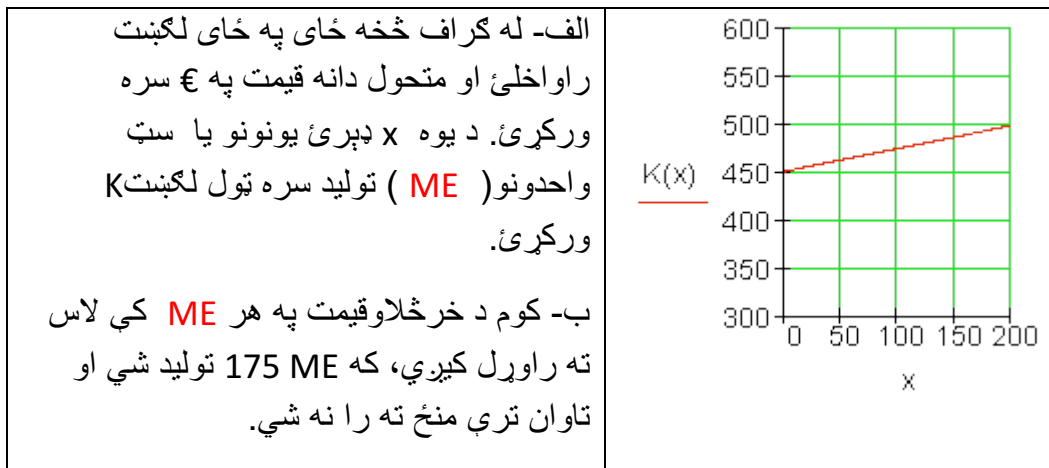 الف- له ګراف څخه ځای په ځای لګښت
راواخلئ او متحول دانه قیمت په € سره
ورکړئ. د یوه x ډېرئ یونونو یا سټ
واحدونو( ME ) تولید سره ټول لګښتK
ورکړئ.
ب- کوم د خرڅلاوقیمت په هر ME کې لاس
ته راوړل کیږي، که 175 ME تولید شي او
تاوان ترې منځ ته را نه شي.
600
550
500
450
400
350
300
K(x)
0 50 100 150 200
x